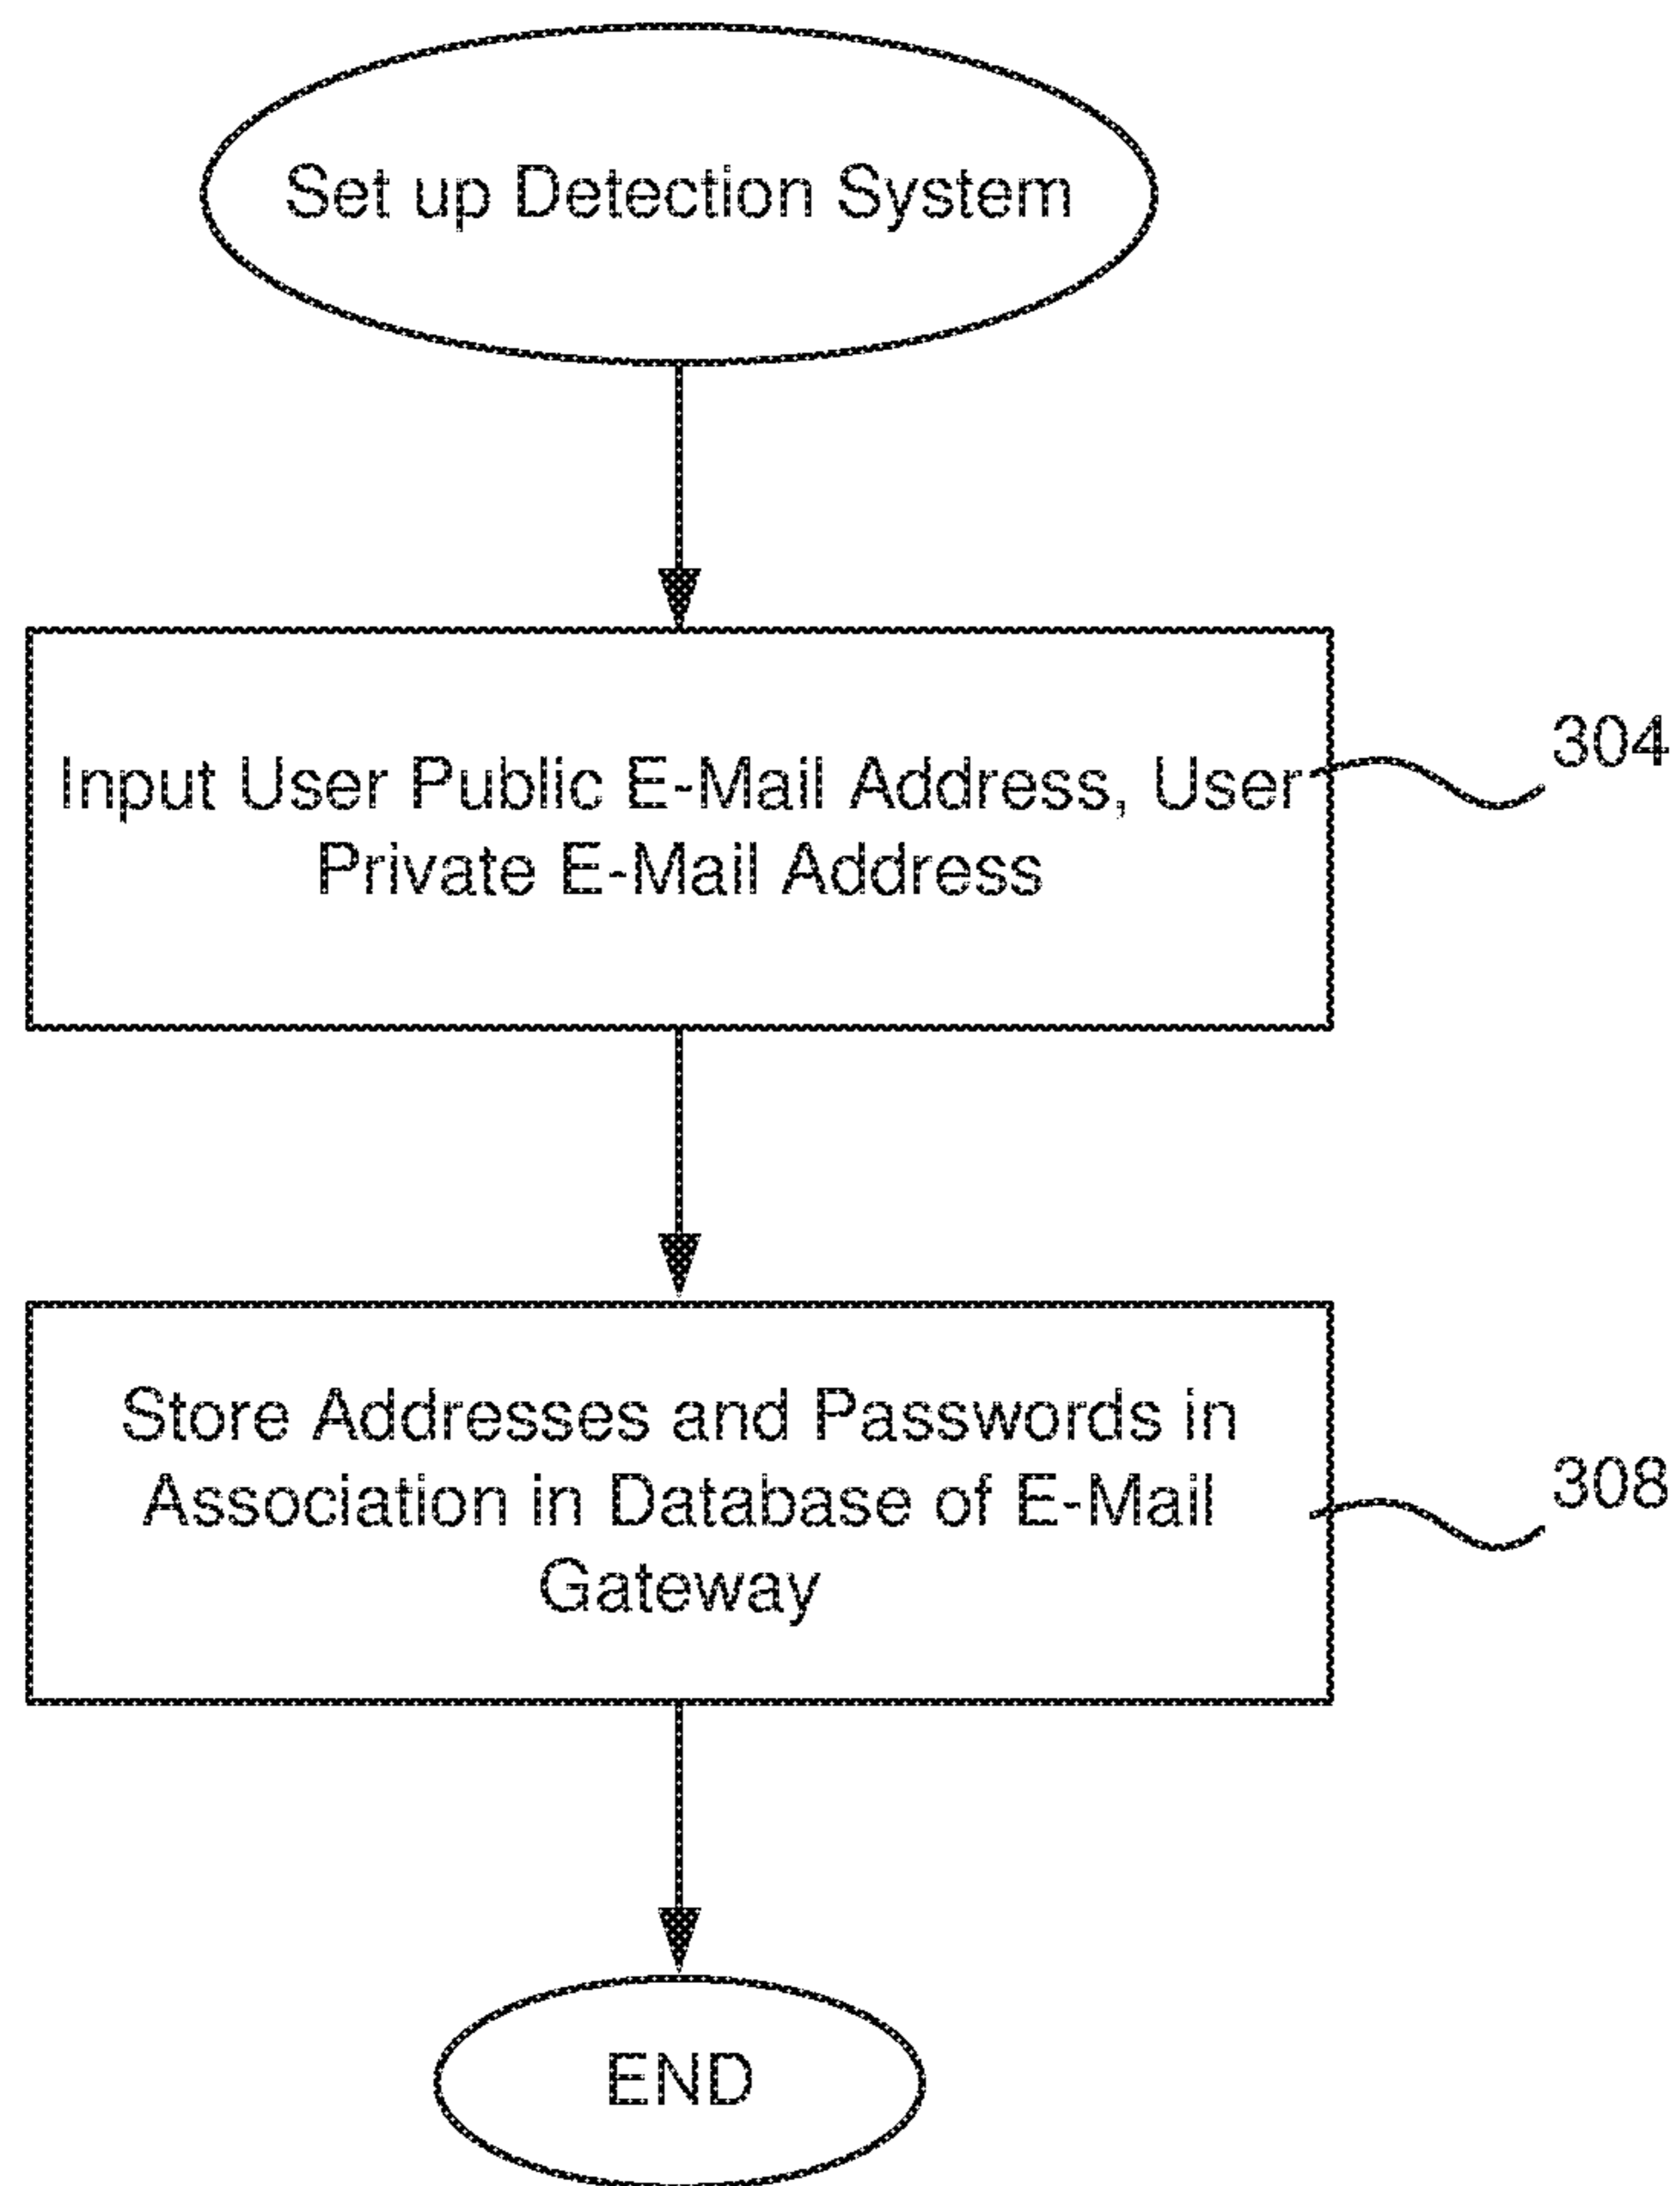 Set up Detection System
Input User Public E-Mail Address, User
Private E-Mail Address
304
Store Addresses and Passwords in
Association in Database of E-Mail
Gateway
308
END